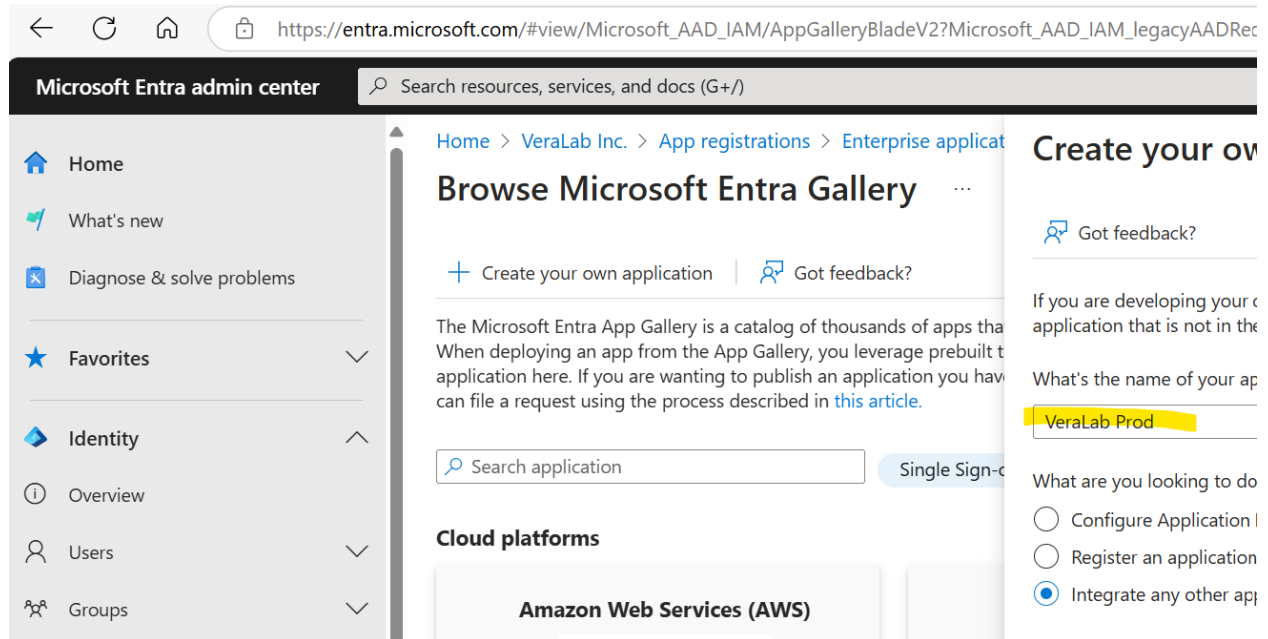 https://entra.microsoft.com/#view/Microsoft_AAD_IAM/AppGalleryBladeV2?Microsoft_AAD_IAM_legacyAADRec
Microsoft Entra admin center
Search resources, services, and docs (G+/)
Home
What's new
Diagnose & solve problems
Favorites
Identity
Overview
Users
Groups
Home > VeraLab Inc. > App registrations > Enterprise applicat
Browse Microsoft Entra Gallery ...
Create your own application
Got feedback?
The Microsoft Entra App Gallery is a catalog of thousands of apps tha
When deploying an app from the App Gallery, you leverage prebuilt t
application here. If you are wanting to publish an application you hav
can file a request using the process described in this article.
Search application
Single Sign-o
Cloud platforms
Amazon Web Services (AWS)
Create your ow
Got feedback?
If you are developing your
application that is not in the
What's the name of your ap
VeraLab Prod
What are you looking to do
Configure Application
Register an application
Integrate any other app